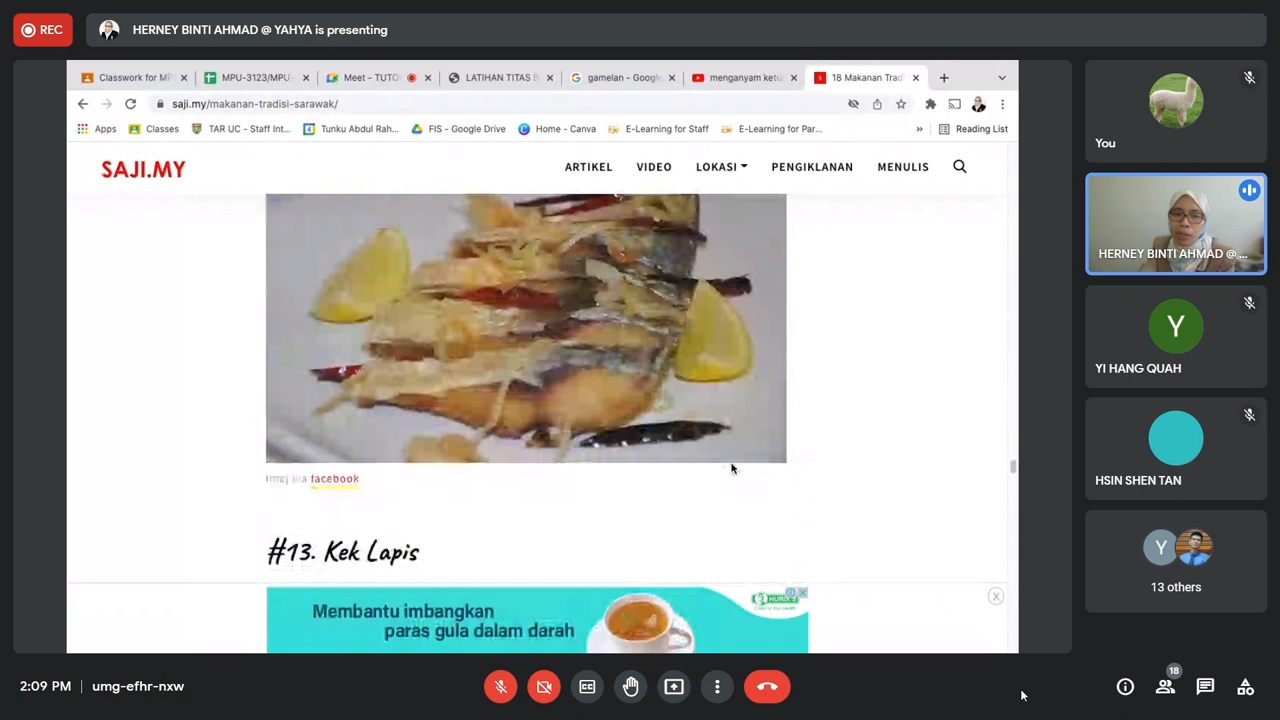 REC
HERNEY BINTI AHMAD @ YAHYA is presenting
Classwork for MP
MPU-3123/MPU-
Meet - TUTO
LATIHAN TITAS B
gamelan - Google
menganyam ketu
18 Makanan Trad
saji.my/makanan-tradisi-sarawak/
Apps
Classes
TAR UC - Staff Int...
Tunku Abdul Rah...
FIS - Google Drive
Home - Canva
E-Learning for Staff
E-Learning for Par...
»
Reading List
SAJI.MY
ARTIKEL
VIDEO
LOKASI
PENGIKLANAN
MENULIS
facebook
#13. Kek Lapis
Membantu imbangkan
paras gula dalam darah
You
HERNEY BINTI AHMAD @ ...
Y
YI HANG QUAH
HSIN SHEN TAN
Y
13 others
2:09 PM
umg-efhr-nxw
18